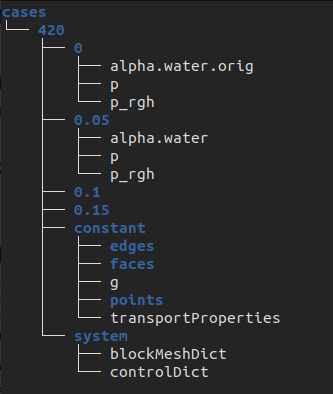 cases
420
0
alpha.water.orig
p
p_rgh
0.05
alpha.water
p
p_rgh
0.1
0.15
constant
edges
faces
g
points
transportProperties
system
blockMeshDict
controlDict